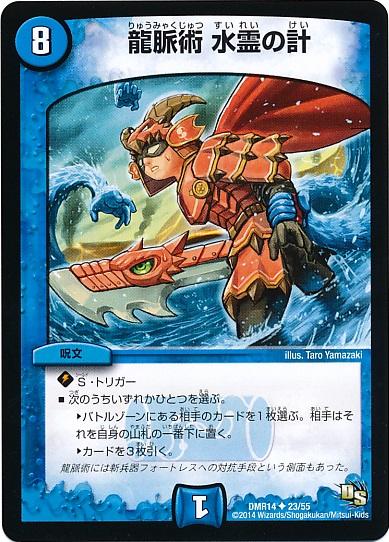 8
りゅうみゃくじゅつ すいれい けい
龍脈術 水霊の計
呪文
illus. Taro Yamazaki
S・トリガー
■ 次のうちいずれかひとつを選ぶ。
▶バトルゾーンにある相手のカードを1枚選ぶ。相手はそ
れを自身の山札の一番下に置く。
▶カードを3枚引く。
龍脈術には新兵器フォートレスへの対抗手段という側面もあった。
1
DS
DMR14 ◆ 23/55
©2014 Wizards/Shogakukan/Mitsui-Kids